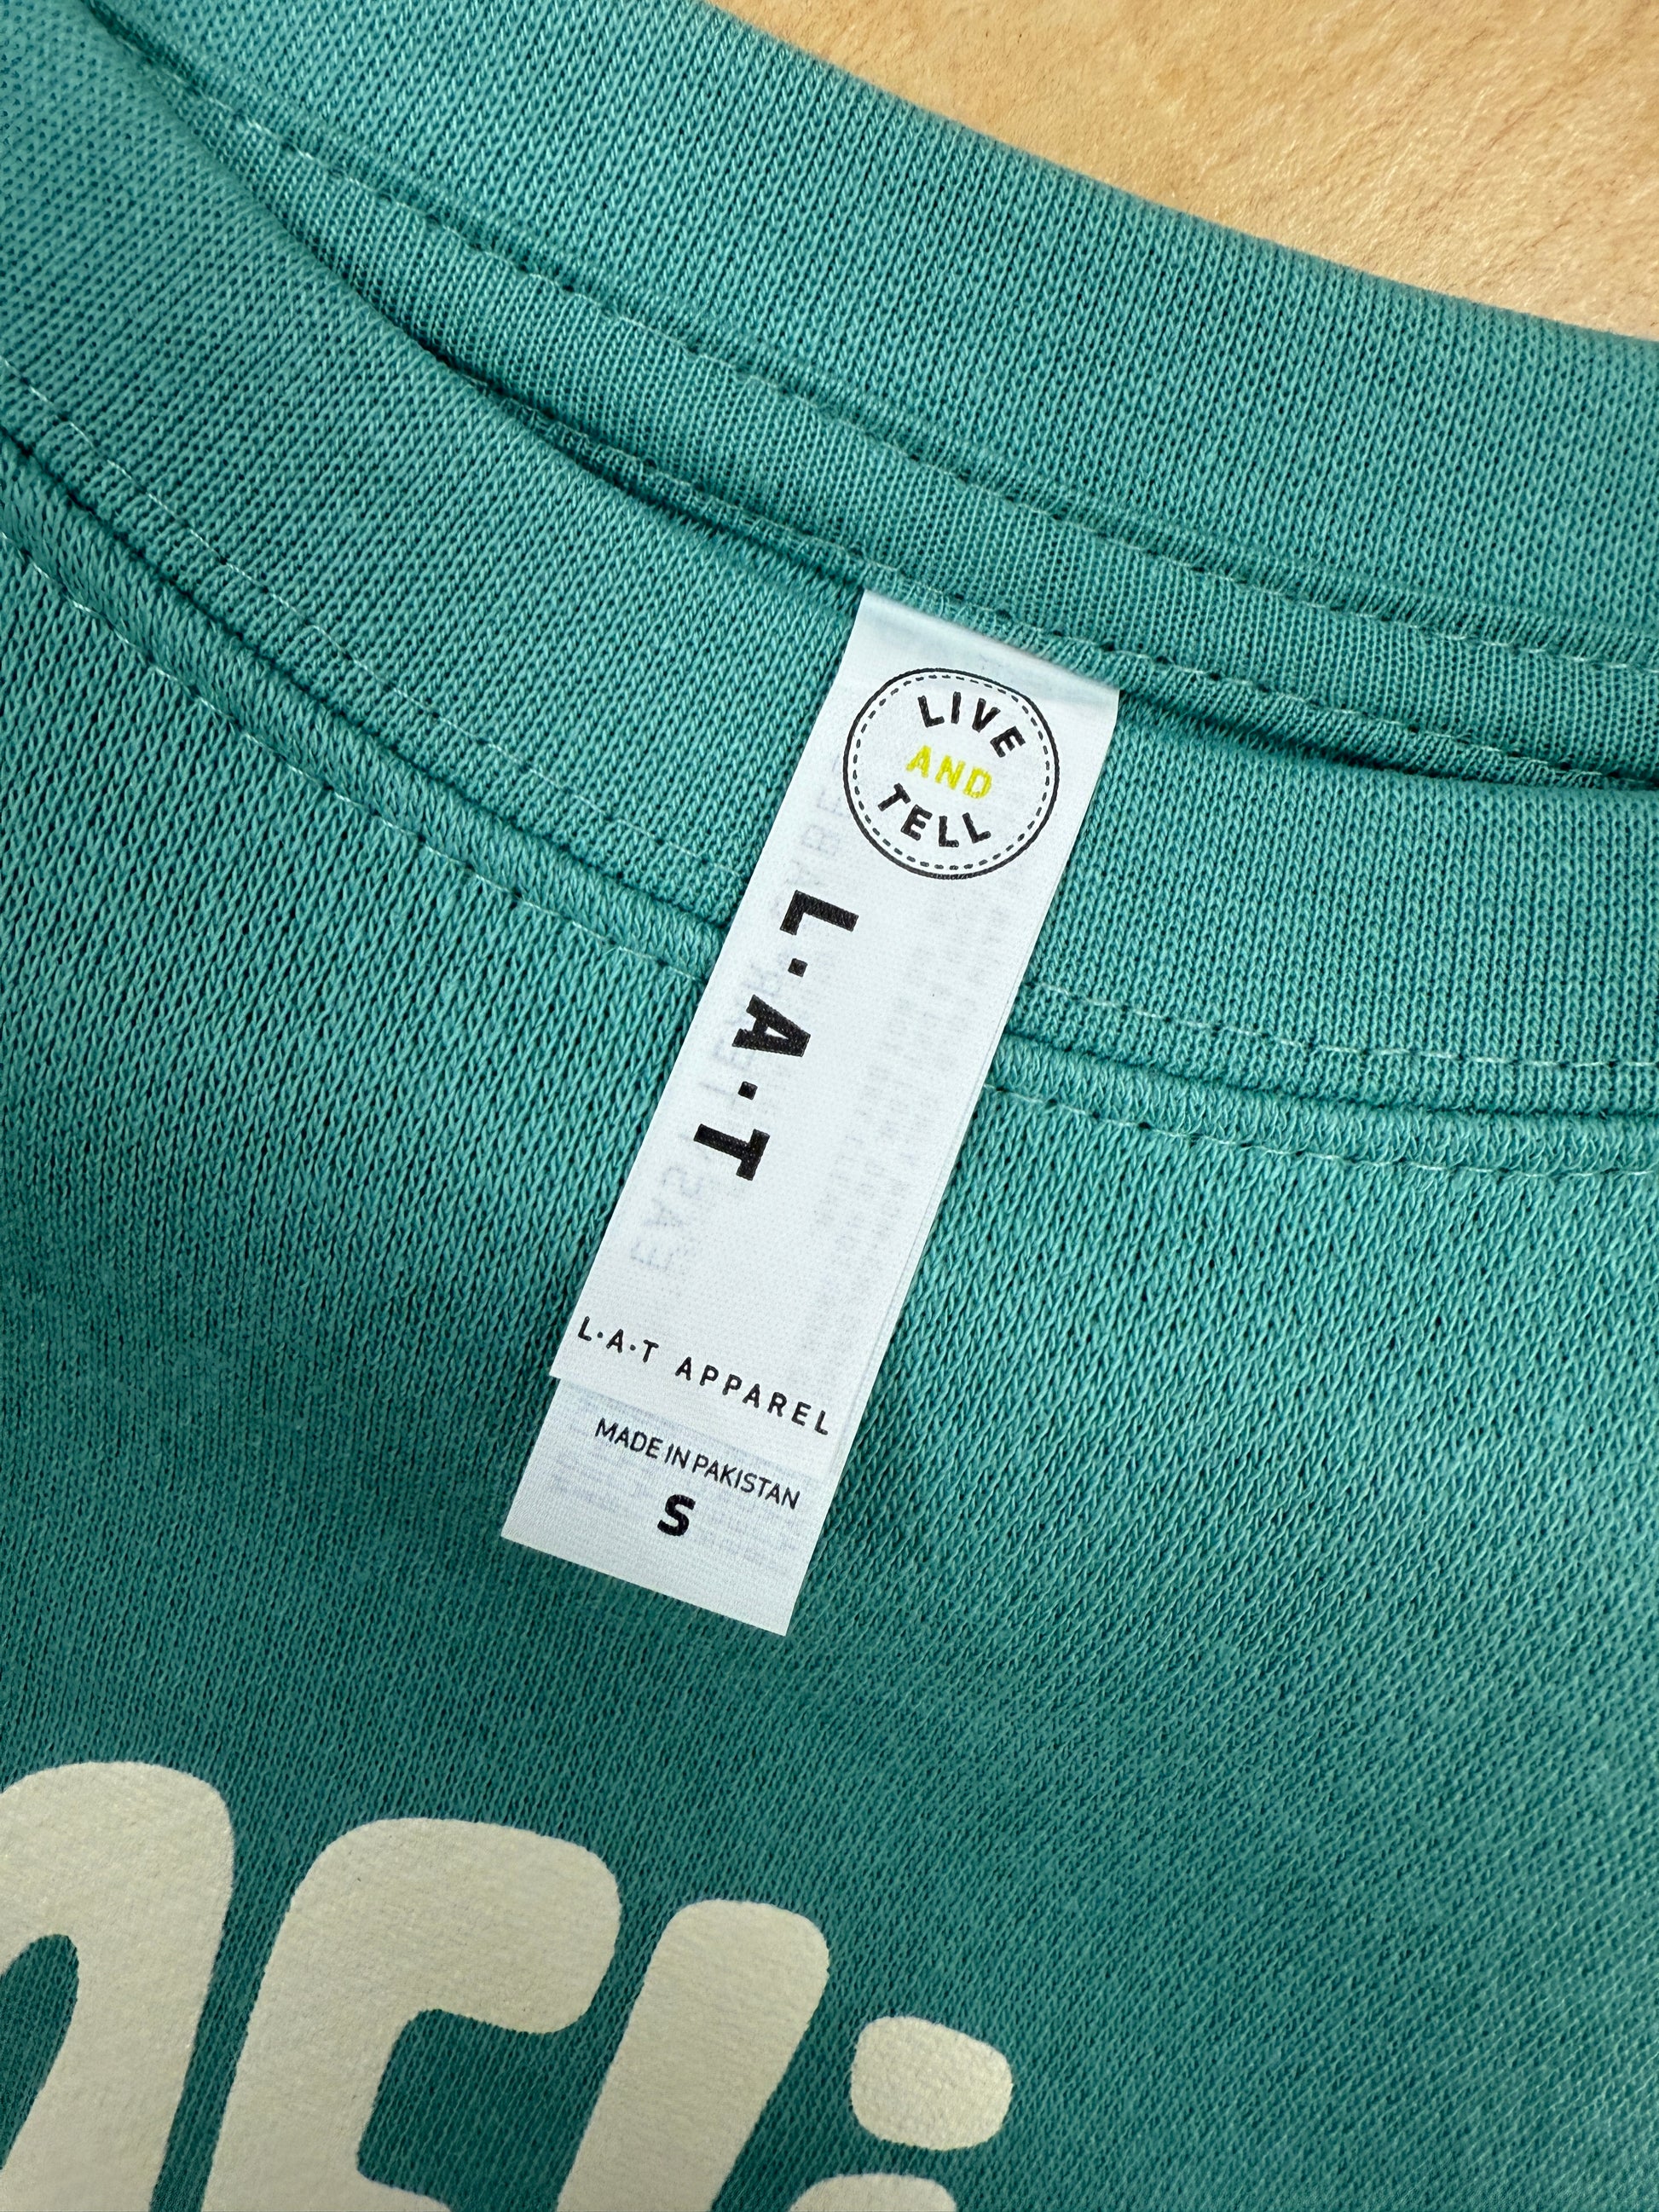 LIVE
AND
TELL
L·A·T
L·A·T APPAREL
MADE IN PAKISTAN
S